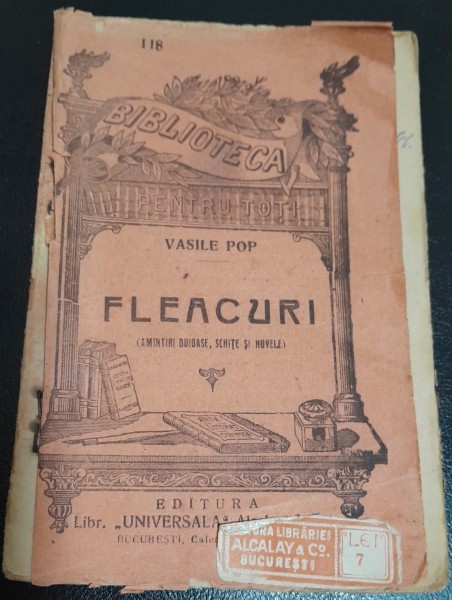 118
BIBLIOTECA
PENTRU TOȚI
VASILE POP
FLEACURI
(AMINTIRI DUIOASE, SCHIȚE ȘI NOVELE)
EDITURA
Libr. „UNIVERSALA"
BUCUREȘTI,
LIBRĂRIEI
ALCALAY & Co.
BUCUREȘTI
LEI
7